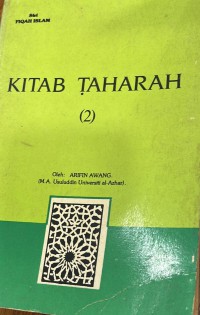 Siri
FIQAH ISLAM
KITAB ṬAHARAH
(2)
Oleh: ARIFIN AWANG
(M.A. Usuluddin Universiti al-Azhar).